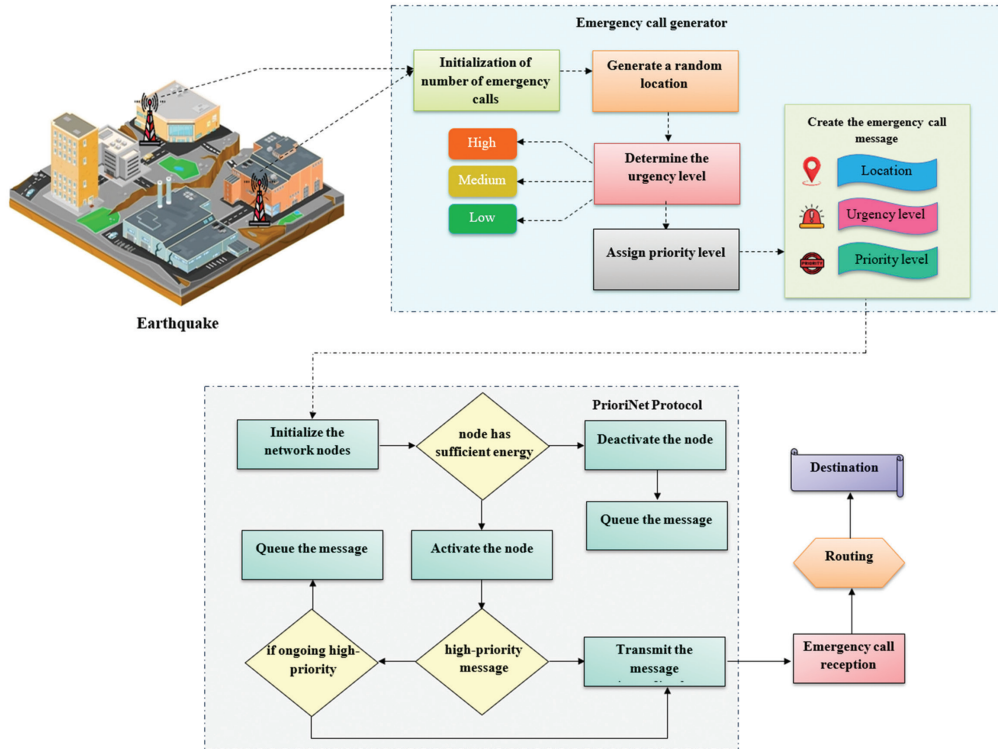 Emergency call generator
Initialization of
number of emergency
calls
Generate a random
location
High
Medium
Low
Determine the
urgency level
Assign priority level
Create the emergency call
message
Location
Urgency level
PRIORITY
Priority level
Earthquake
PrioriNet Protocol
Initialize the
network nodes
node has
sufficient energy
Deactivate the node
Queue the message
Destination
Queue the message
Activate the node
Routing
if ongoing high-
priority
high-priority
message
Transmit the
message
Emergency call
reception